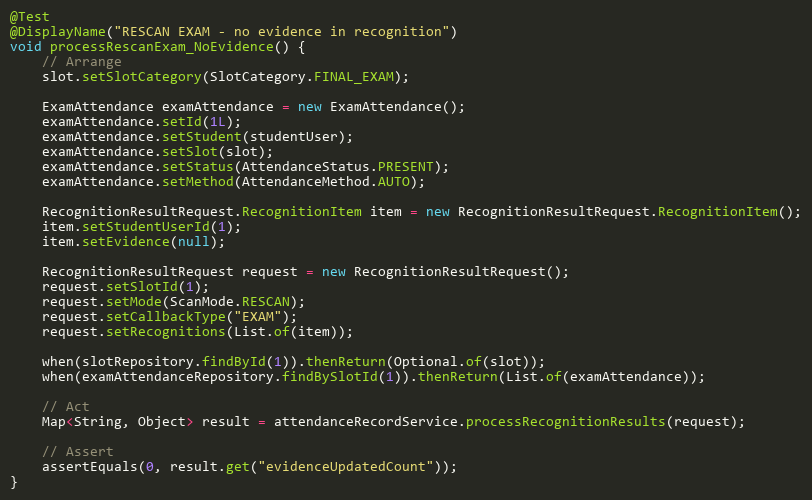 @Test
@DisplayName("RESCAN EXAM - no evidence in recognition")
void processRescanExam_NoEvidence() {
    // Arrange
    slot.setSlotCategory(SlotCategory.FINAL_EXAM);

    ExamAttendance examAttendance = new ExamAttendance();
    examAttendance.setId(1L);
    examAttendance.setStudent(studentUser);
    examAttendance.setSlot(slot);
    examAttendance.setStatus(AttendanceStatus.PRESENT);
    examAttendance.setMethod(AttendanceMethod.AUTO);

    RecognitionResultRequest.RecognitionItem item = new RecognitionResultRequest.RecognitionItem();
    item.setStudentUserId(1);
    item.setEvidence(null);

    RecognitionResultRequest request = new RecognitionResultRequest();
    request.setSlotId(1);
    request.setMode(ScanMode.RESCAN);
    request.setCallbackType("EXAM");
    request.setRecognitions(List.of(item));

    when(slotRepository.findById(1)).thenReturn(Optional.of(slot));
    when(examAttendanceRepository.findBySlotId(1)).thenReturn(List.of(examAttendance));

    // Act
    Map<String, Object> result = attendanceRecordService.processRecognitionResults(request);

    // Assert
    assertEquals(0, result.get("evidenceUpdatedCount"));
}